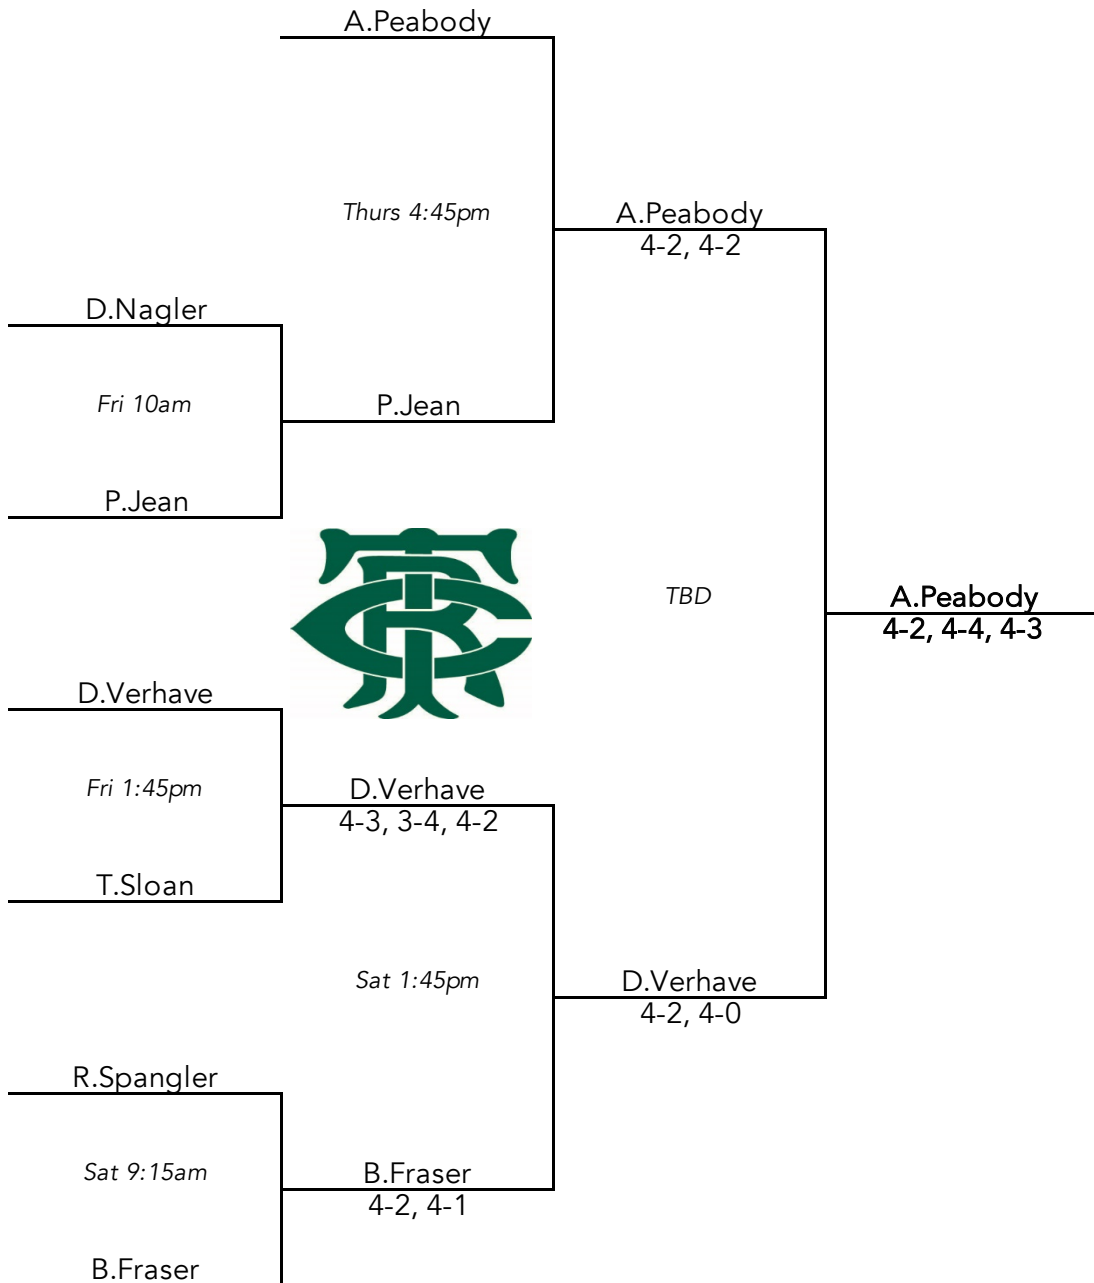 A.Peabody
Thurs 4:45pm
A.Peabody
4-2, 4-2
D.Nagler
Fri 10am
P.Jean
P.Jean
TRC
TBD
A.Peabody
4-2, 4-4, 4-3
D.Verhave
Fri 1:45pm
D.Verhave
4-3, 3-4, 4-2
T.Sloan
Sat 1:45pm
D.Verhave
4-2, 4-0
R.Spangler
Sat 9:15am
B.Fraser
4-2, 4-1
B.Fraser